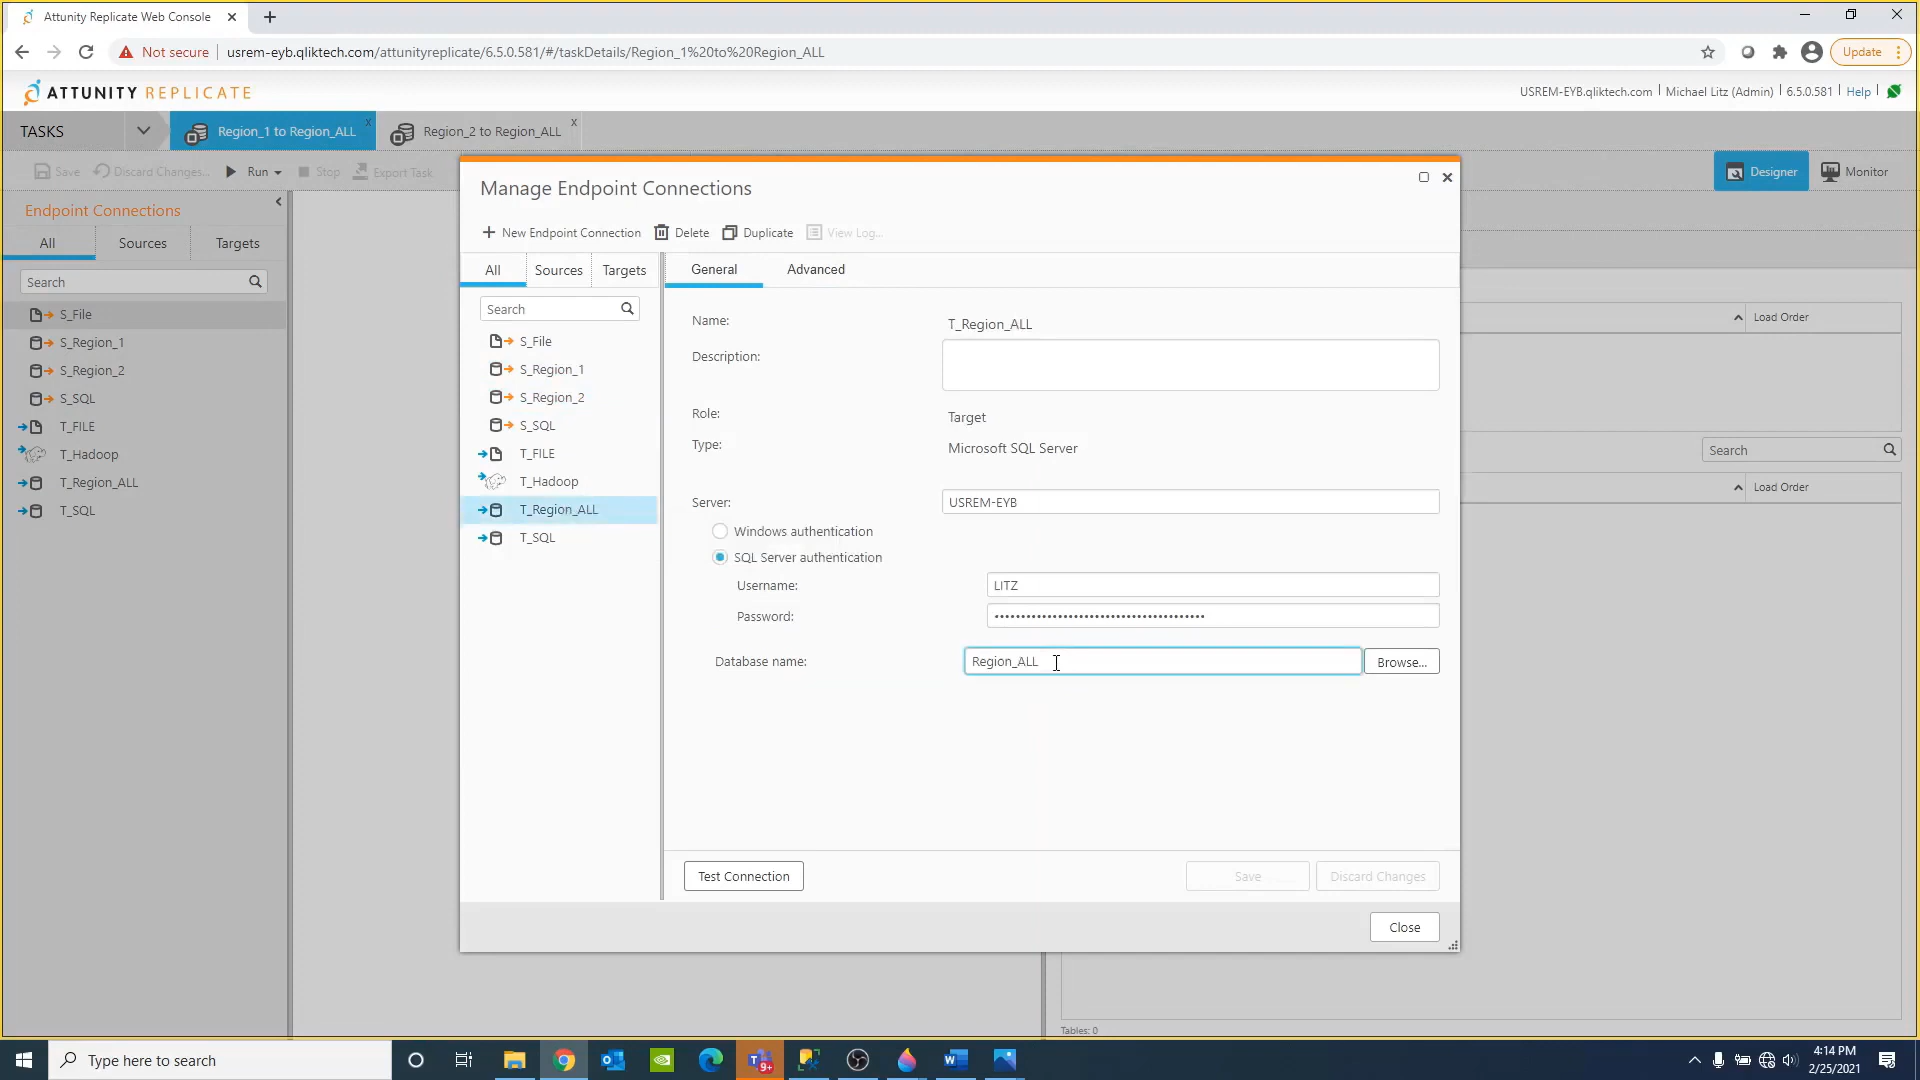 Attunity Replicate Web Console
Not secure
usrem-eyb.qliktech.com/attunityreplicate/6.5.0.581/#/taskDetails/Region_1%20to%20Region_ALL
Update
ATTUNITY REPLICATE
USREM-EYB.qliktech.com
Michael Litz (Admin)
6.5.0.581
Help
TASKS
Region_1 to Region_ALL
x
Region_2 to Region_ALL
x
Save
Discard Changes..
Run
Stop
Export Task
Designer
Monitor
Endpoint Connections
All
Sources
Targets
Search
S_File
S_Region_1
S_Region_2
S_SQL
T_FILE
T_Hadoop
T_Region_ALL
T_SQL
Manage Endpoint Connections
New Endpoint Connection
Delete
Duplicate
View Log...
All
Sources
Targets
Search
S_File
S_Region_1
S_Region_2
S_SQL
T_FILE
T_Hadoop
T_Region_ALL
T_SQL
General
Advanced
Name:
T_Region_ALL
Description:
Role:
Target
Type:
Microsoft SQL Server
Server:
USREM-EYB
Windows authentication
SQL Server authentication
Username:
LITZ
Password:
Database name:
Region_ALL
Browse...
Test Connection
Save
Discard Changes
Close
Load Order
Search
Load Order
Tables: 0
Type here to search
9+
4:14 PM
2/25/2021